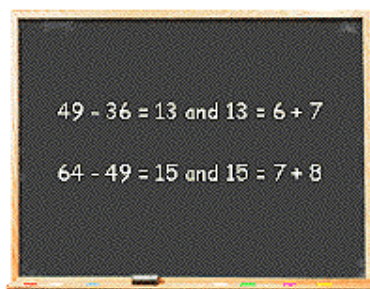 49 - 36 = 13 and 13 = 6 + 7
64 - 49 = 15 and 15 = 7 + 8